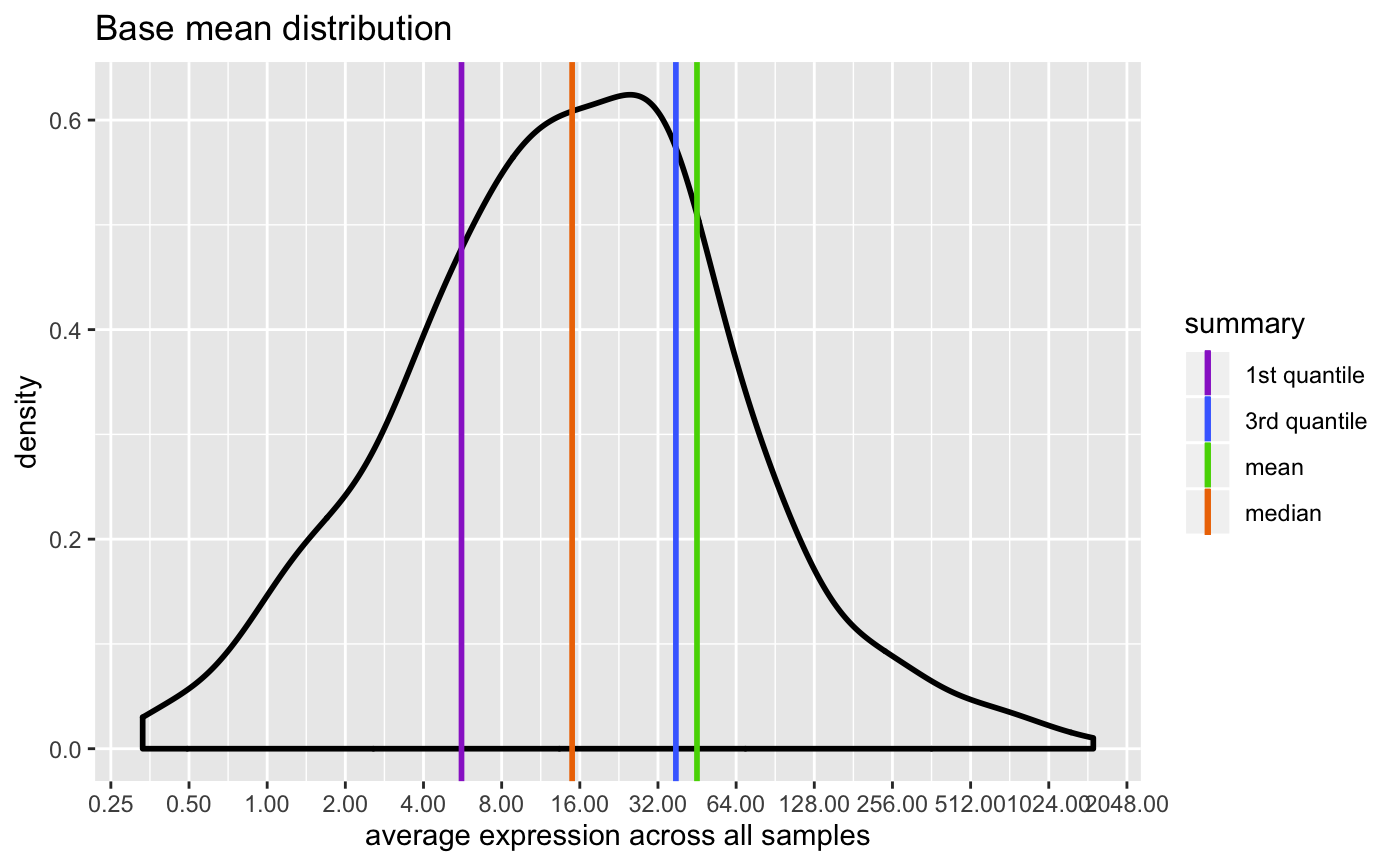 Base mean distribution
0.6
0.4
0.2
0.0
density
0.25 0.50 1.00 2.00 4.00 8.00 16.00 32.00 64.00 128.00 256.00 512.00 1024.00 2048.00
average expression across all samples
summary
1st quantile
3rd quantile
mean
median